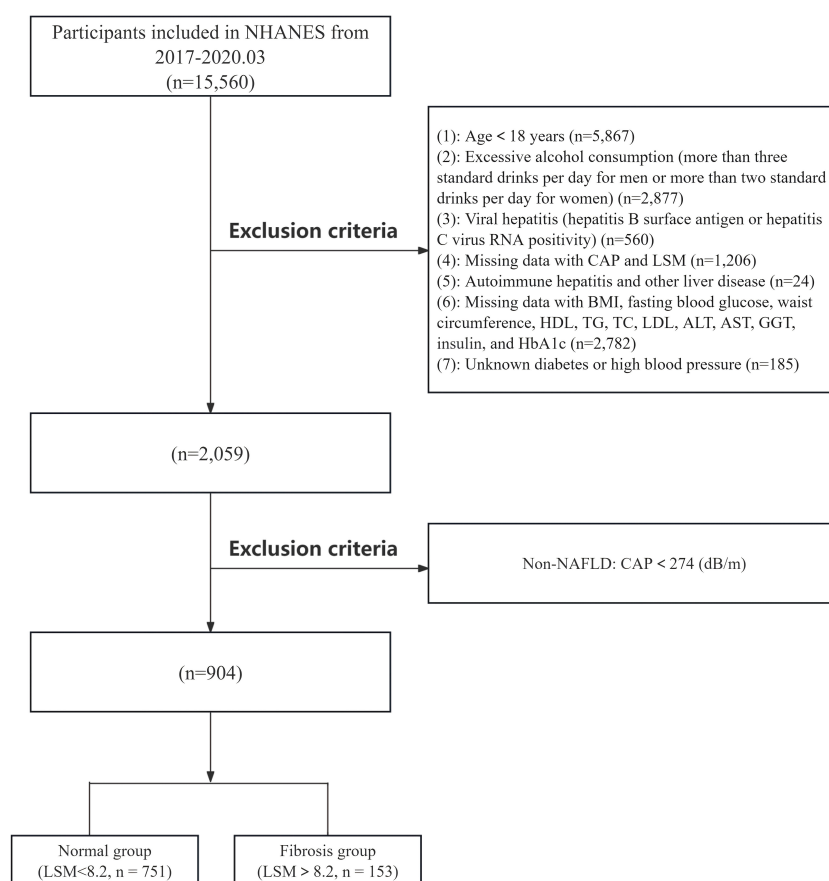 Participants included in NHANES from
2017-2020.03
(n=15,560)
Exclusion criteria
(1): Age < 18 years (n=5,867)
(2): Excessive alcohol consumption (more than three
standard drinks per day for men or more than two standard
drinks per day for women) (n=2,877)
(3): Viral hepatitis (hepatitis B surface antigen or hepatitis
C virus RNA positivity) (n=560)
(4): Missing data with CAP and LSM (n=1,206)
(5): Autoimmune hepatitis and other liver disease (n=24)
(6): Missing data with BMI, fasting blood glucose, waist
circumference, HDL, TG, TC, LDL, ALT, AST, GGT,
insulin, and HbA1c (n=2,782)
(7): Unknown diabetes or high blood pressure (n=185)
(n=2,059)
Exclusion criteria
Non-NAFLD: CAP < 274 (dB/m)
(n=904)
Normal group
(LSM<8.2, n = 751)
Fibrosis group
(LSM > 8.2, n = 153)